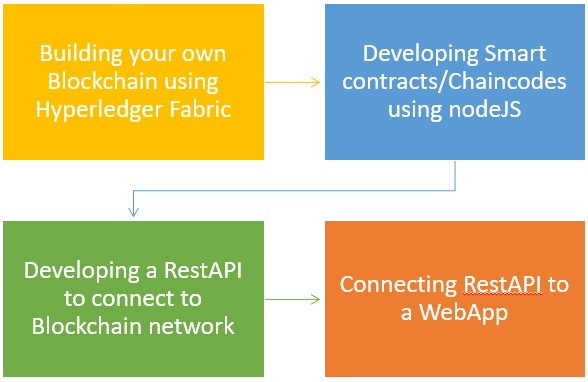 Building your own
Blockchain using
Hyperledger Fabric
Developing Smart
contracts/Chaincodes
using nodeJS
Developing a RestAPI
to connect to
Blockchain network
Connecting RestAPI to
a WebApp